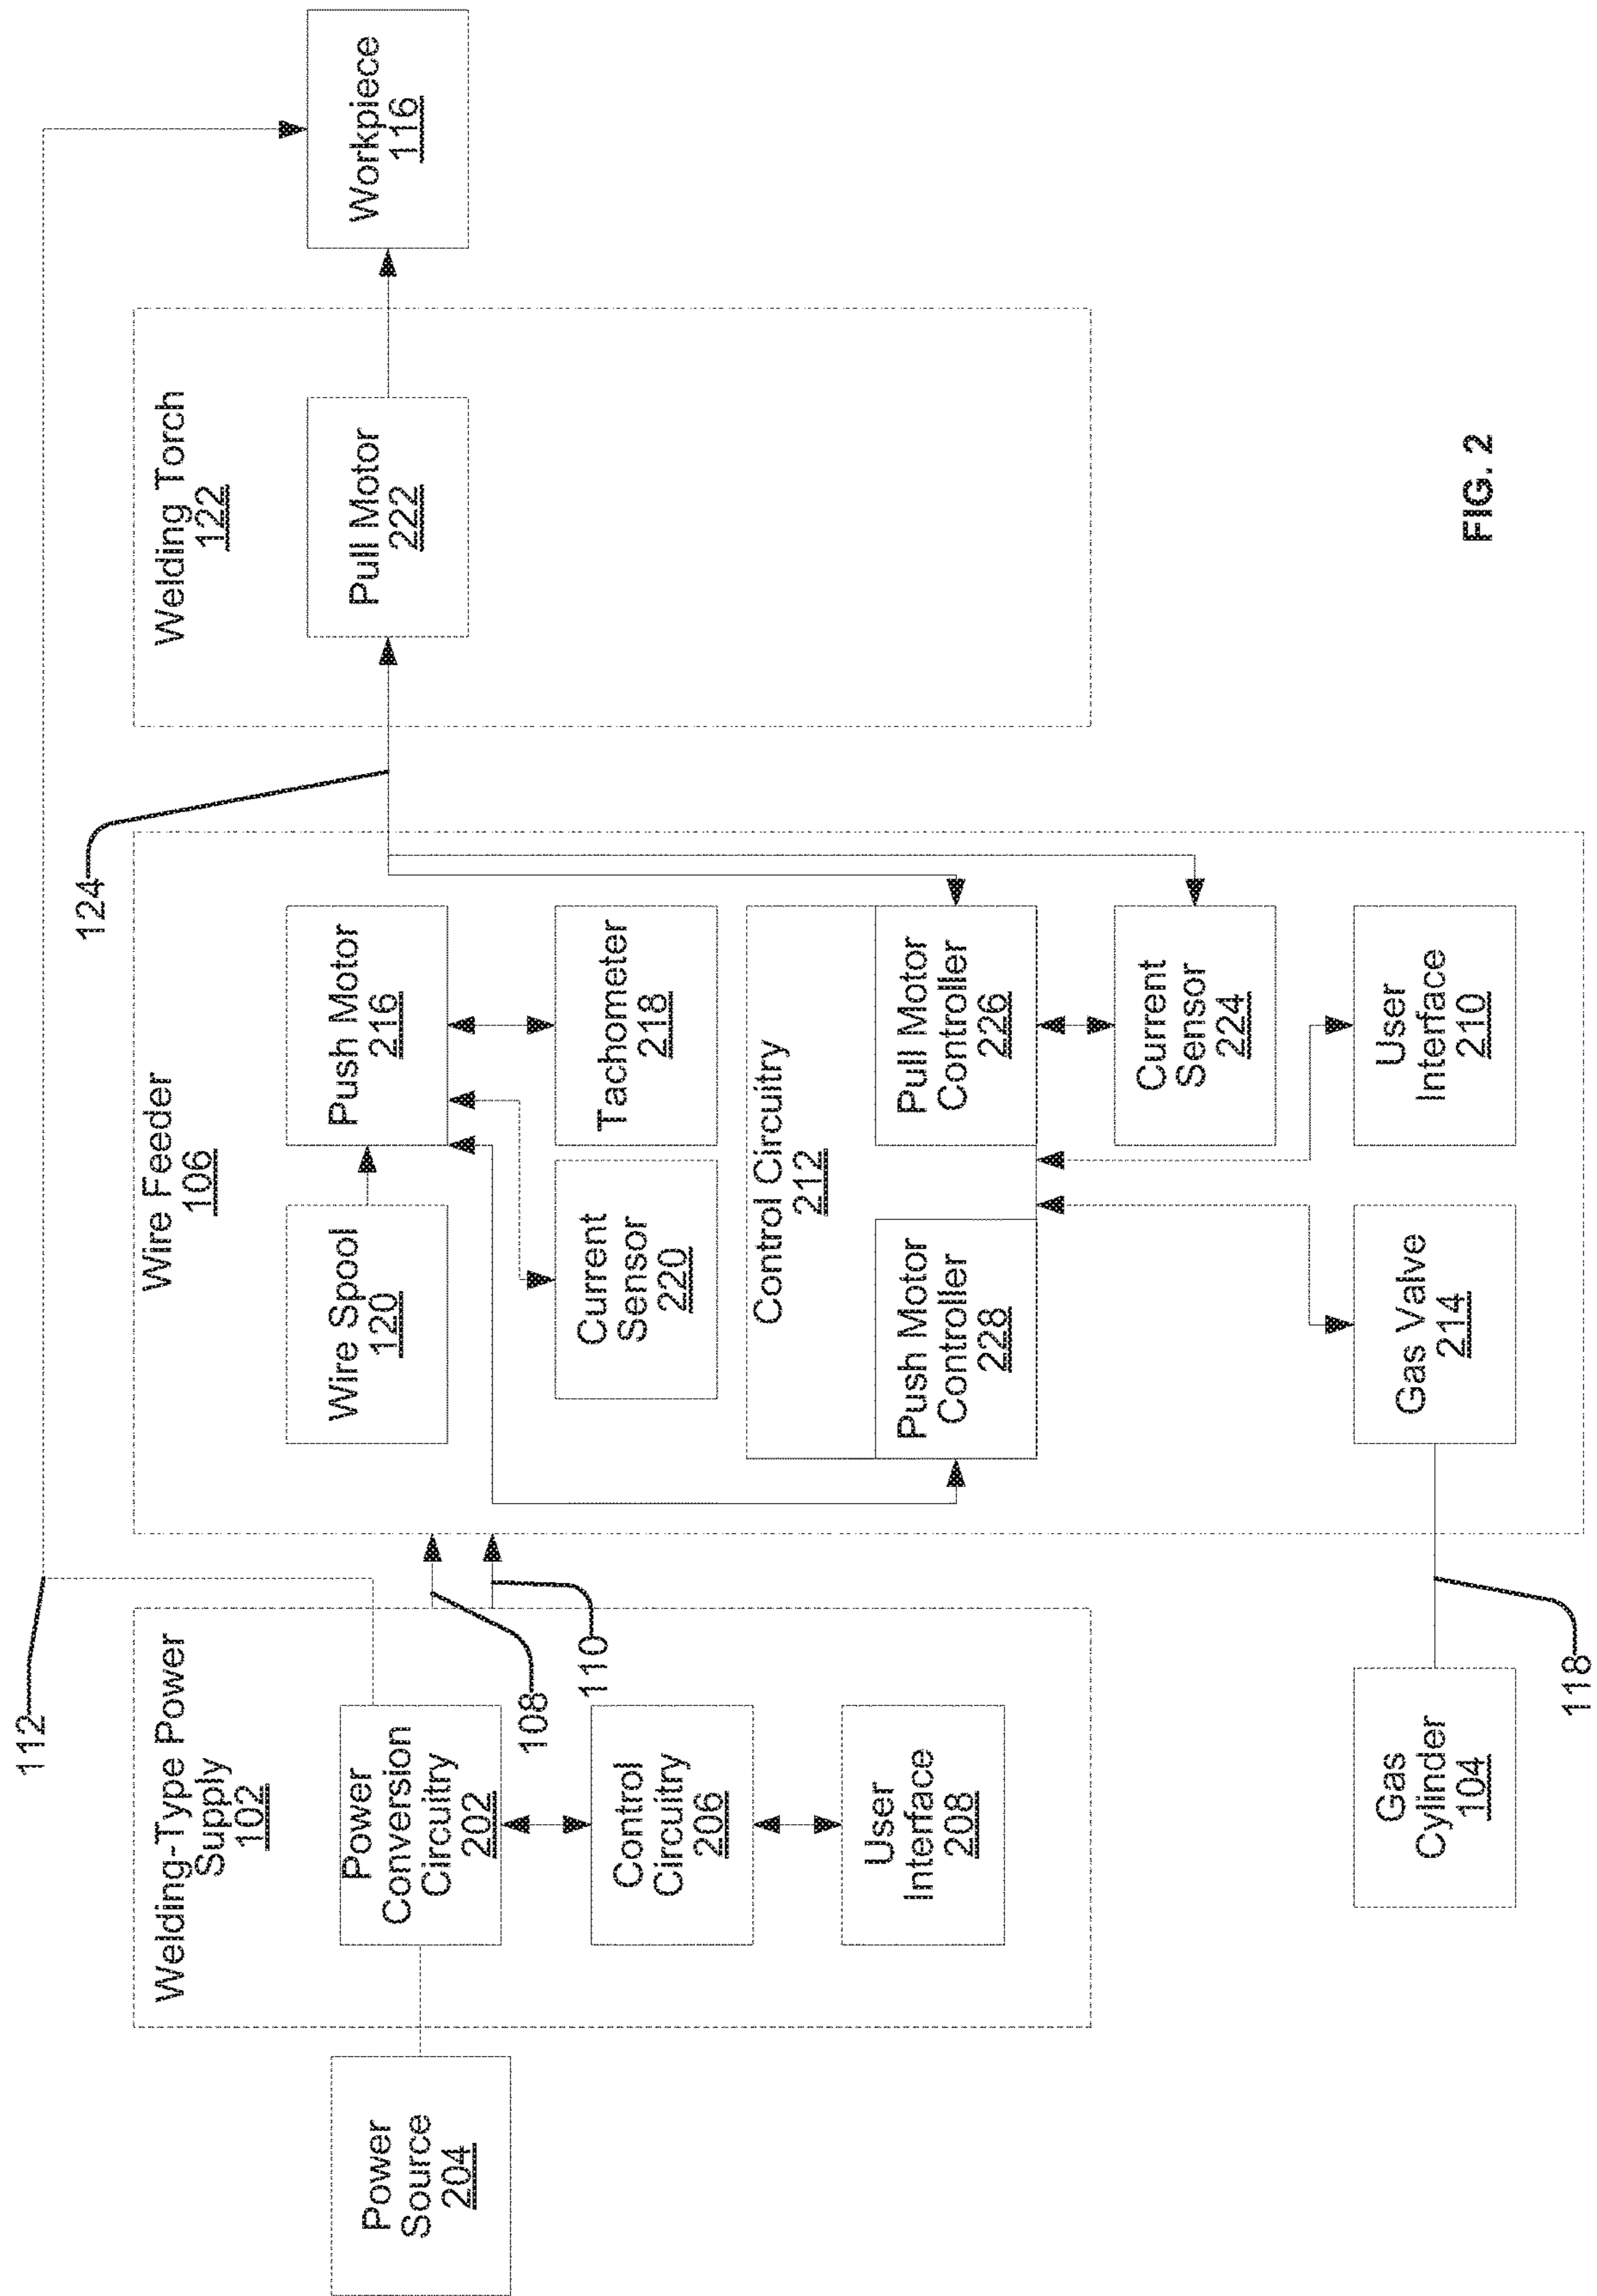 112
Welding-Type Power
Supply
102
Power
Source
204
Power
Conversion
Circuitry
202
Control
Circuitry
206
User
Interface
208
108
110
Gas
Cylinder
104
118
Wire Feeder
106
Wire Spool
120
Push Motor
216
Current
Sensor
220
Tachometer
218
Control Circuitry
212
Push Motor
Controller
228
Pull Motor
Controller
226
Current
Sensor
224
Gas Valve
214
User
Interface
210
124
Welding Torch
122
Pull Motor
222
Workpiece
116
FIG. 2